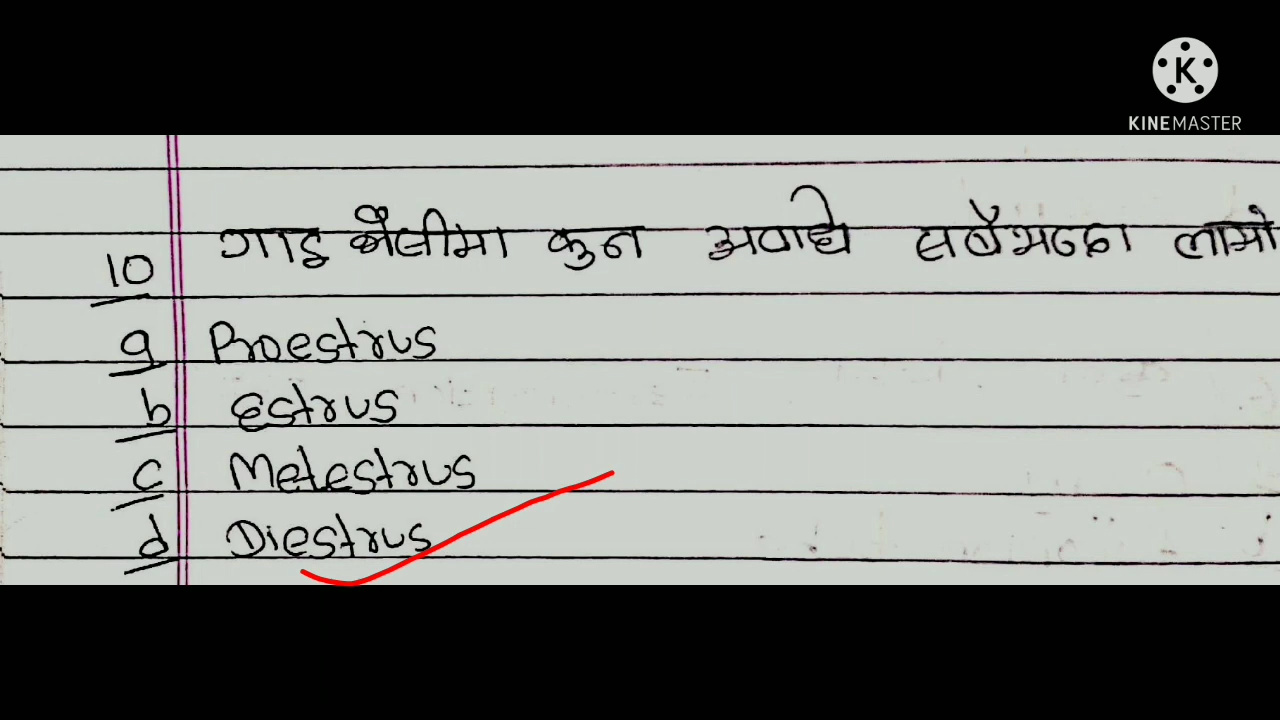 KINEMASTER
10 गाइ भैसीमा कुन अवधि सबैभन्दा लामो
a Proestrus
b Estrus
c Metestrus
d Diestrus